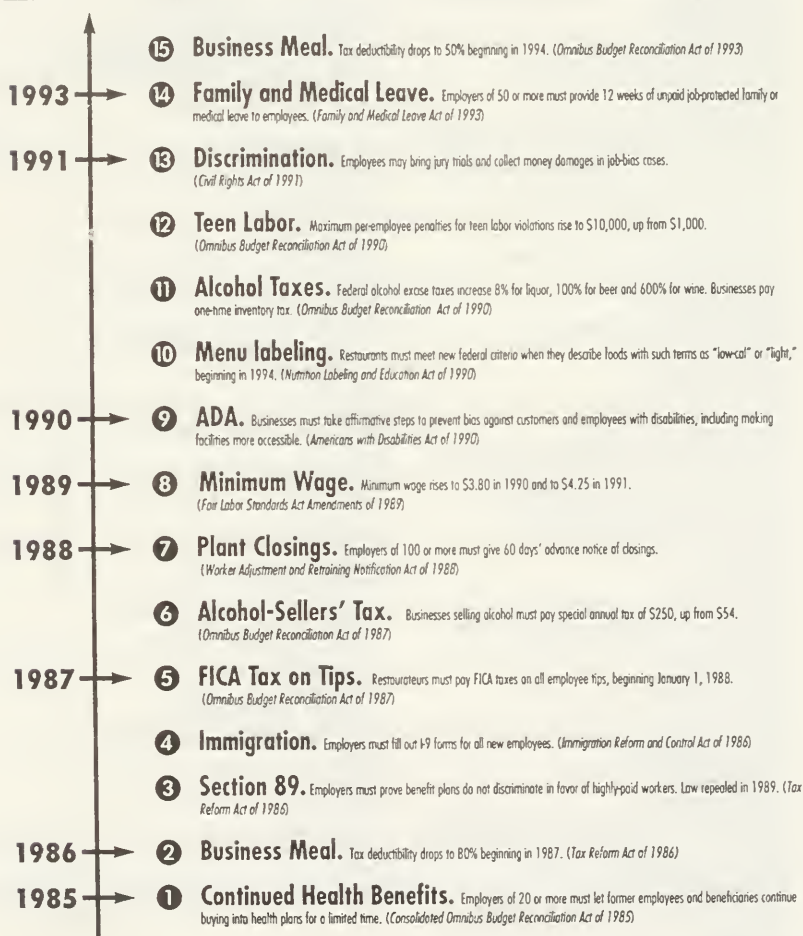 15 Business Meal. Tax deductibility drops to 50% beginning in 1994. (Omnibus Budget Reconciliation Act of 1993)
1993 14 Family and Medical Leave. Employers of 50 or more must provide 12 weeks of unpaid job-protected family or
medical leave to employees. (Family and Medical Leave Act of 1993)
1991 13 Discrimination. Employees may bring jury trials and collect money damages in job-bias cases.
(Civil Rights Act of 1991)
12 Teen Labor. Maximum per-employee penalties for teen labor violations rise to $10,000, up from $1,000.
(Omnibus Budget Reconciliation Act of 1990)
11 Alcohol Taxes. Federal alcohol excise taxes increase 8% for liquor, 100% for beer and 600% for wine. Businesses pay
one-time inventory tax. (Omnibus Budget Reconciliation Act of 1990)
10 Menu labeling. Restaurants must meet new federal criteria when they describe foods with such terms as "low-cal" or "light,"
beginning in 1994. (Nutrition Labeling and Education Act of 1990)
1990 9 ADA. Businesses must take affirmative steps to prevent bias against customers and employees with disabilities, including making
facilities more accessible. (Americans with Disabilities Act of 1990)
1989 8 Minimum Wage. Minimum wage rises to $3.80 in 1990 and to $4.25 in 1991.
(Fair Labor Standards Act Amendments of 1989)
1988 7 Plant Closings. Employers of 100 or more must give 60 days' advance notice of closings.
(Worker Adjustment and Retraining Notification Act of 1988)
6 Alcohol-Sellers' Tax. Businesses selling alcohol must pay special annual tax of $250, up from $54.
(Omnibus Budget Reconciliation Act of 1987)
1987 5 FICA Tax on Tips. Restaurateurs must pay FICA taxes on all employee tips, beginning January 1, 1988.
(Omnibus Budget Reconciliation Act of 1987)
4 Immigration. Employers must fill out I-9 forms for all new employees. (Immigration Reform and Control Act of 1986)
3 Section 89. Employers must prove benefit plans do not discriminate in favor of highly-paid workers. Law repealed in 1989. (Tax
Reform Act of 1986)
1986 2 Business Meal. Tax deductibility drops to 80% beginning in 1987. (Tax Reform Act of 1986)
1985 1 Continued Health Benefits. Employers of 20 or more must let former employees and beneficiaries continue
buying into health plans for a limited time. (Consolidated Omnibus Budget Reconciliation Act of 1985)